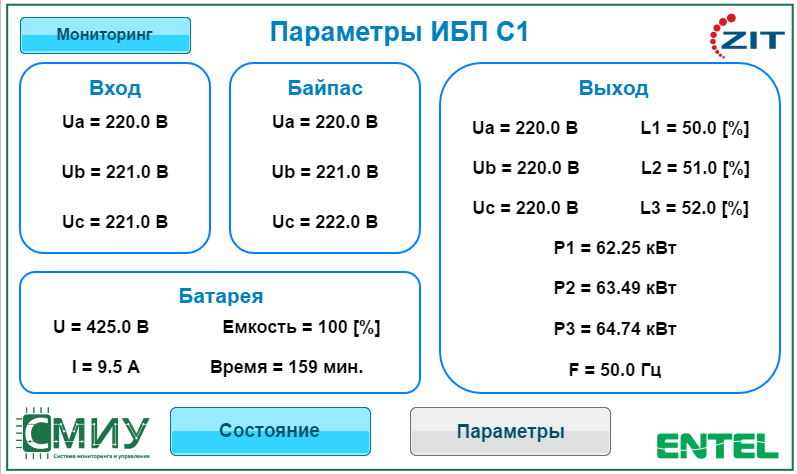 Мониторинг
Параметры ИБП С1
ZIT
Вход
Ua = 220.0 В
Ub = 221.0 В
Uc = 221.0 В
Байпас
Ua = 220.0 В
Ub = 221.0 В
Uc = 222.0 В
Выход
Ua = 220.0 В L1 = 50.0 [%]
Ub = 220.0 В L2 = 51.0 [%]
Uc = 220.0 В L3 = 52.0 [%]
P1 = 62.25 кВт
P2 = 63.49 кВт
P3 = 64.74 кВт
F = 50.0 Гц
Батарея
U = 425.0 В Емкость = 100 [%]
I = 9.5 А Время = 159 мин.
СМИУ
Система мониторинга и управления
Состояние
Параметры
ENTEL